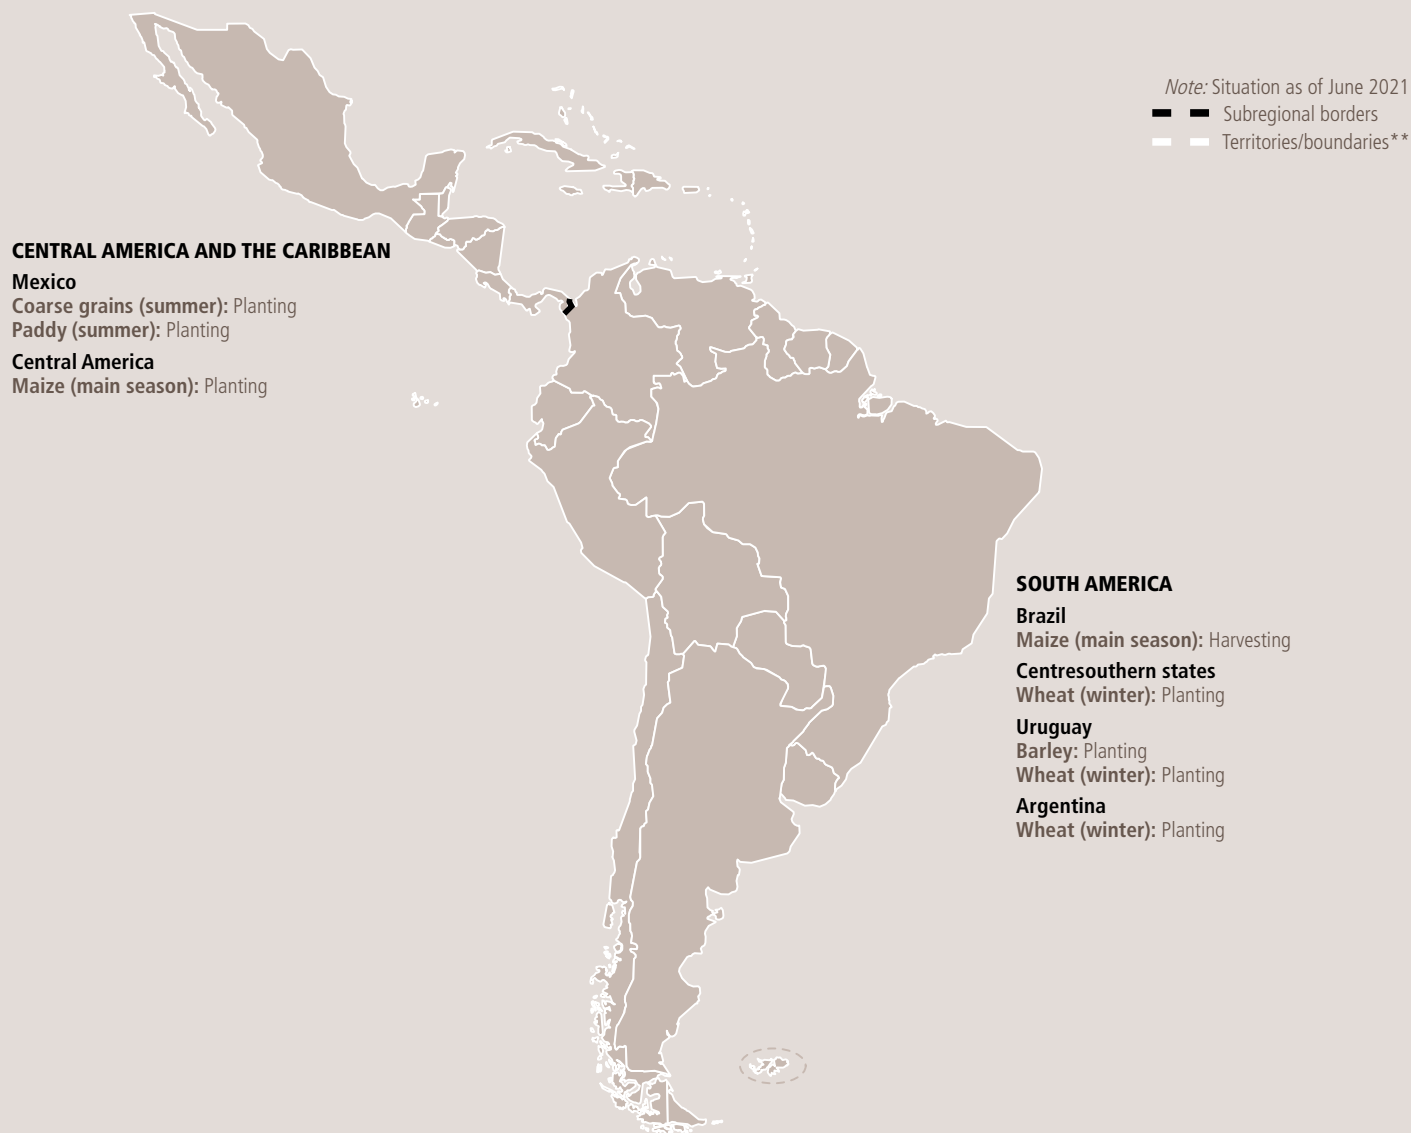 Note: Situation as of June 2021
Subregional borders
Territories/boundaries**
CENTRAL AMERICA AND THE CARIBBEAN
Mexico
Coarse grains (summer): Planting
Paddy (summer): Planting
Central America
Maize (main season): Planting
SOUTH AMERICA
Brazil
Maize (main season): Harvesting
Centresouthern states
Wheat (winter): Planting
Uruguay
Barley: Planting
Wheat (winter): Planting
Argentina
Wheat (winter): Planting